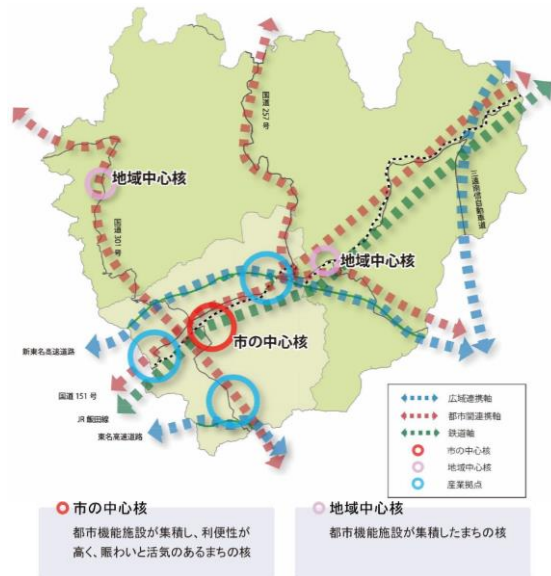 国道 257号
地域中心核
国道 301号
三遠南信自動車道
地域中心核
市の中心核
新東名高速道路
国道 151 号
JR 飯田線
東名高速道路
広域連携軸
都市間連携軸
鉄道軸
市の中心核
地域中心核
産業拠点
市の中心核
都市機能施設が集積し、利便性が
高く、賑わいと活気のあるまちの核
地域中心核
都市機能施設が集積したまちの核